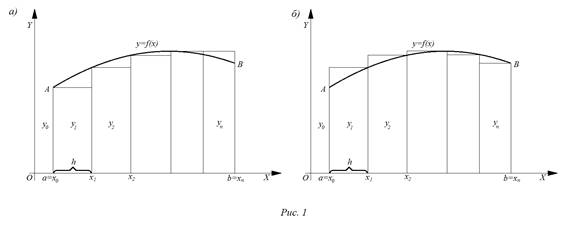 а)
Y
y=f(x)
A
B
y0 y1 y2 yn
h
O a=x0 x1 x2 b=xn X
б)
Y
y=f(x)
A
B
y0 y1 y2 yn
h
O a=x0 x1 x2 b=xn X
Рис. 1